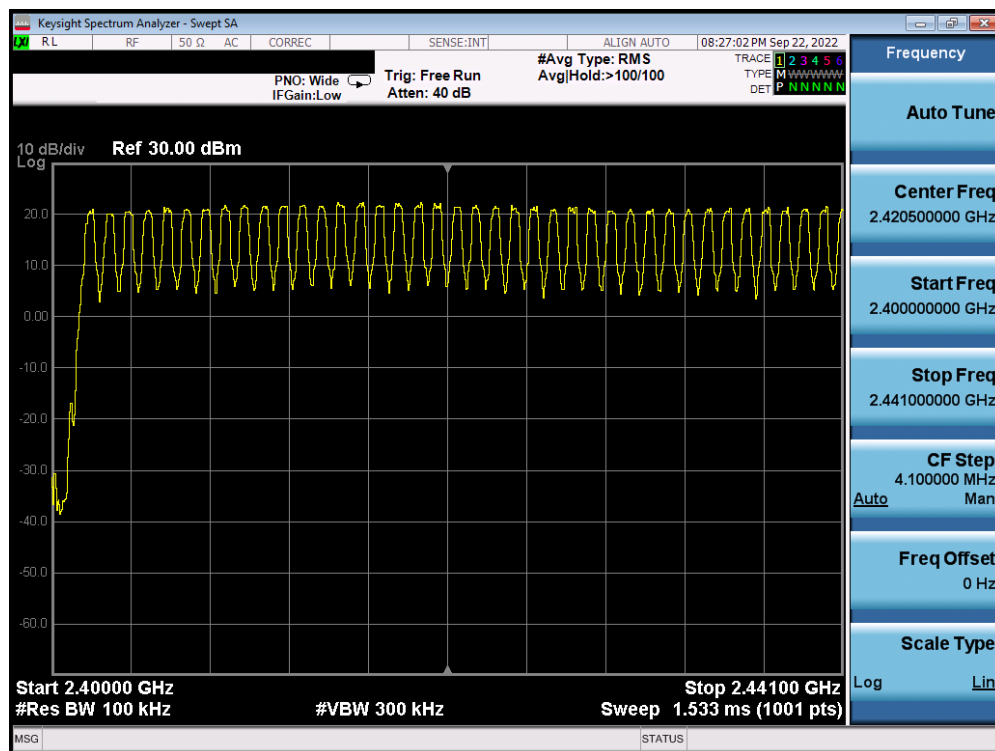 Keysight Spectrum Analyzer - Swept SA
LXI RL RF 50 Ω AC CORREC SENSE:INT ALIGN AUTO 08:27:02 PM Sep 22, 2022
Frequency
PNO: Wide
IFGain:Low
Trig: Free Run
Atten: 40 dB
#Avg Type: RMS
Avg|Hold:>100/100
TRACE 1 2 3 4 5 6
TYPE M WWWWW
DET P N N N N N
Auto Tune
10 dB/div Ref 30.00 dBm
Log
20.0
10.0
0.00
-10.0
-20.0
-30.0
-40.0
-50.0
-60.0
Center Freq
2.420500000 GHz
Start Freq
2.400000000 GHz
Stop Freq
2.441000000 GHz
CF Step
4.100000 MHz
Auto Man
Freq Offset
0 Hz
Scale Type
Log Lin
Start 2.40000 GHz Stop 2.44100 GHz
#Res BW 100 kHz #VBW 300 kHz Sweep 1.533 ms (1001 pts)
MSG STATUS